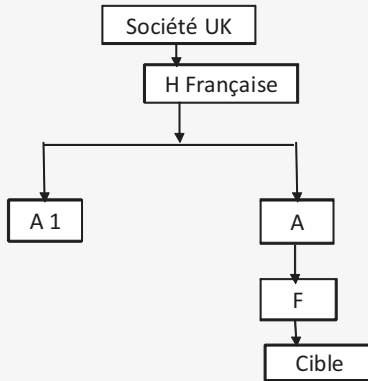 Société UK
H Française
A 1
A
F
Cible